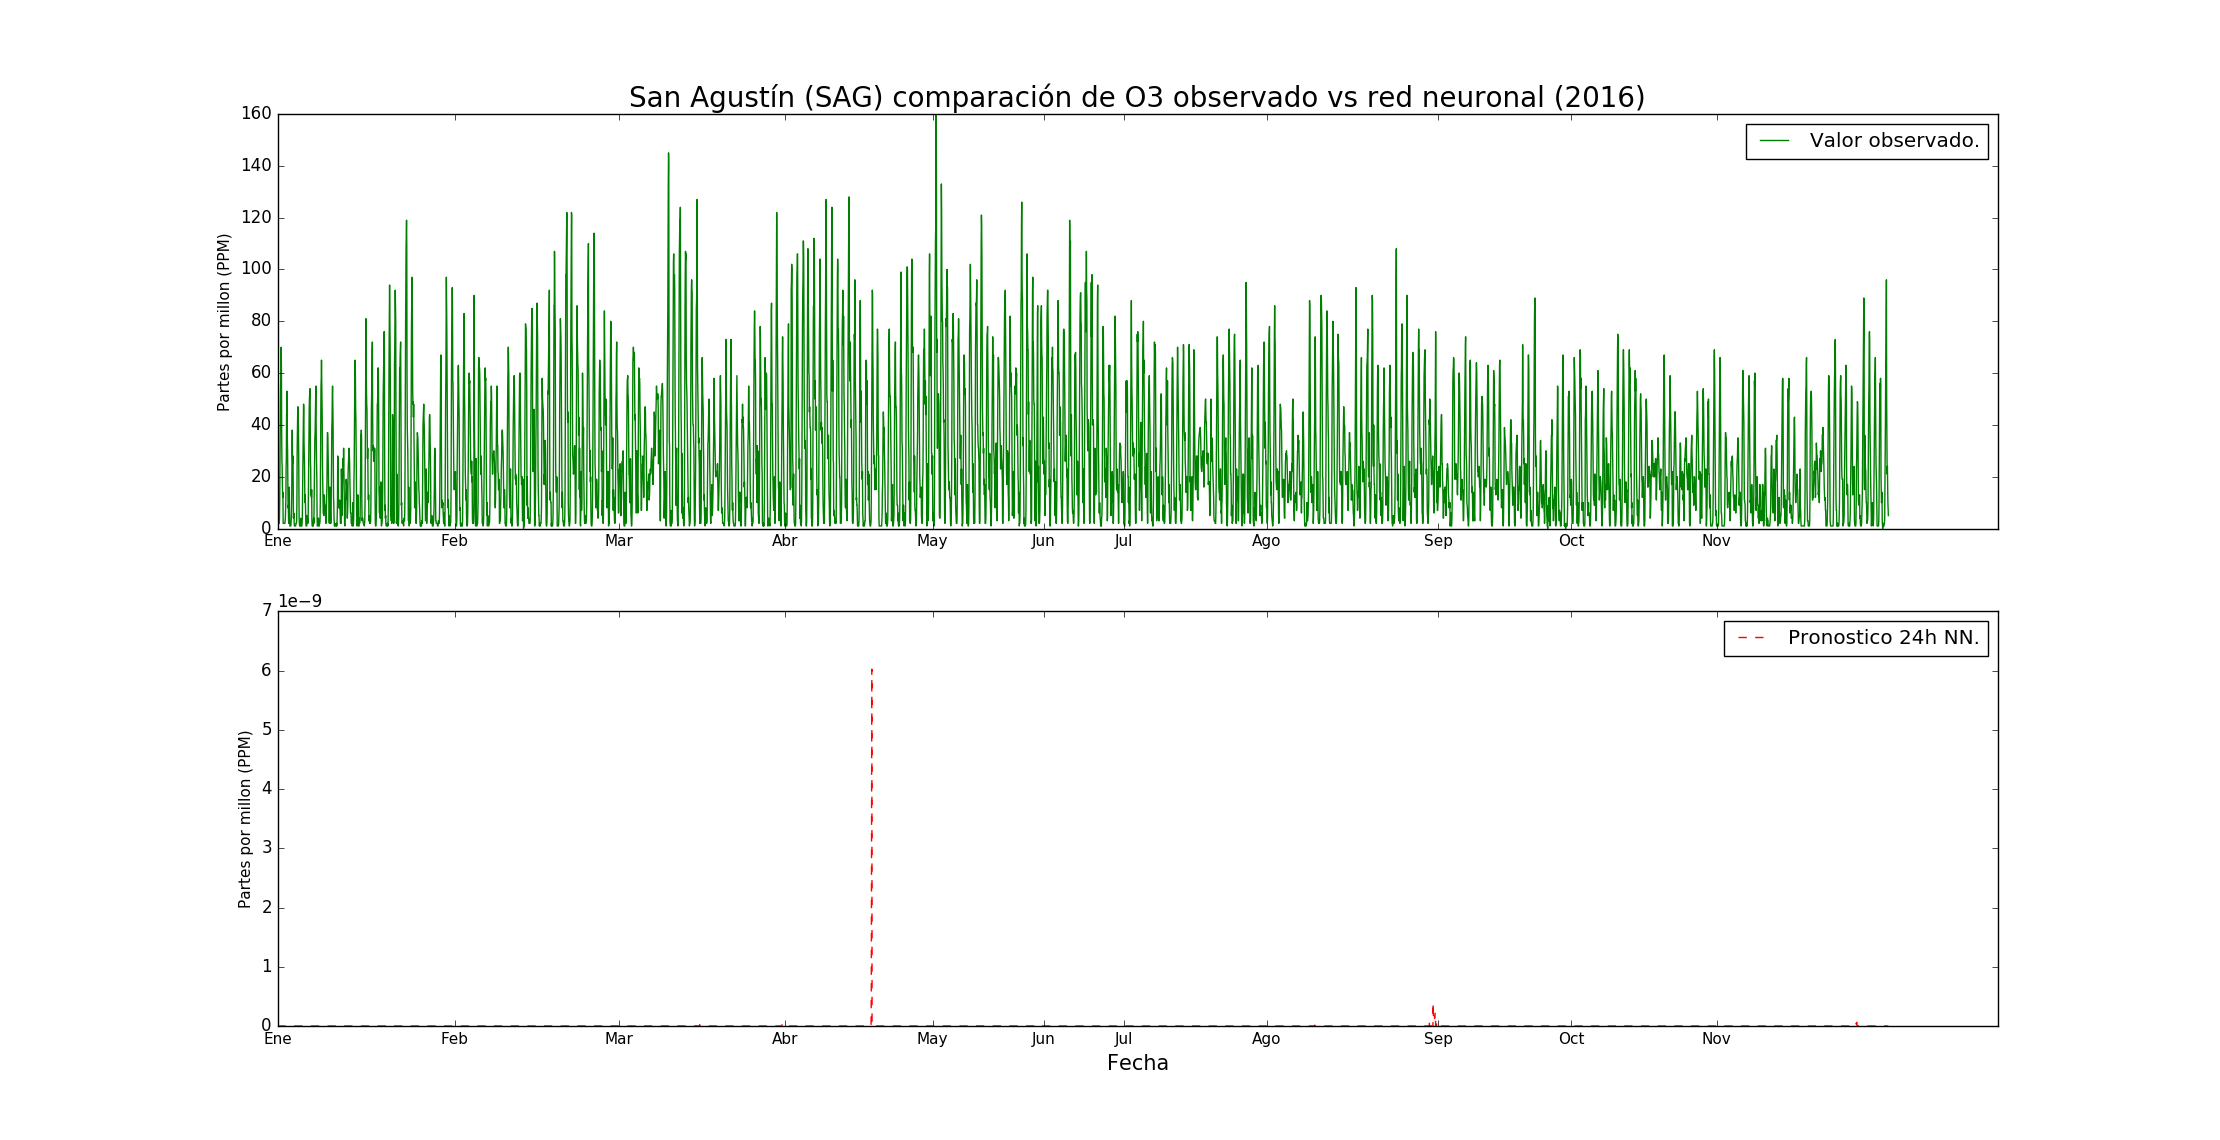 San Agustín (SAG) comparación de O3 observado vs red neuronal (2016)
160
140
120
100
80
60
40
20
0
Partes por millon (PPM)
Valor observado.
Ene Feb Mar Abr May Jun Jul Ago Sep Oct Nov
1e−9
7
6
5
4
3
2
1
0
Partes por millon (PPM)
Pronostico 24h NN.
Ene Feb Mar Abr May Jun Jul Ago Sep Oct Nov
Fecha